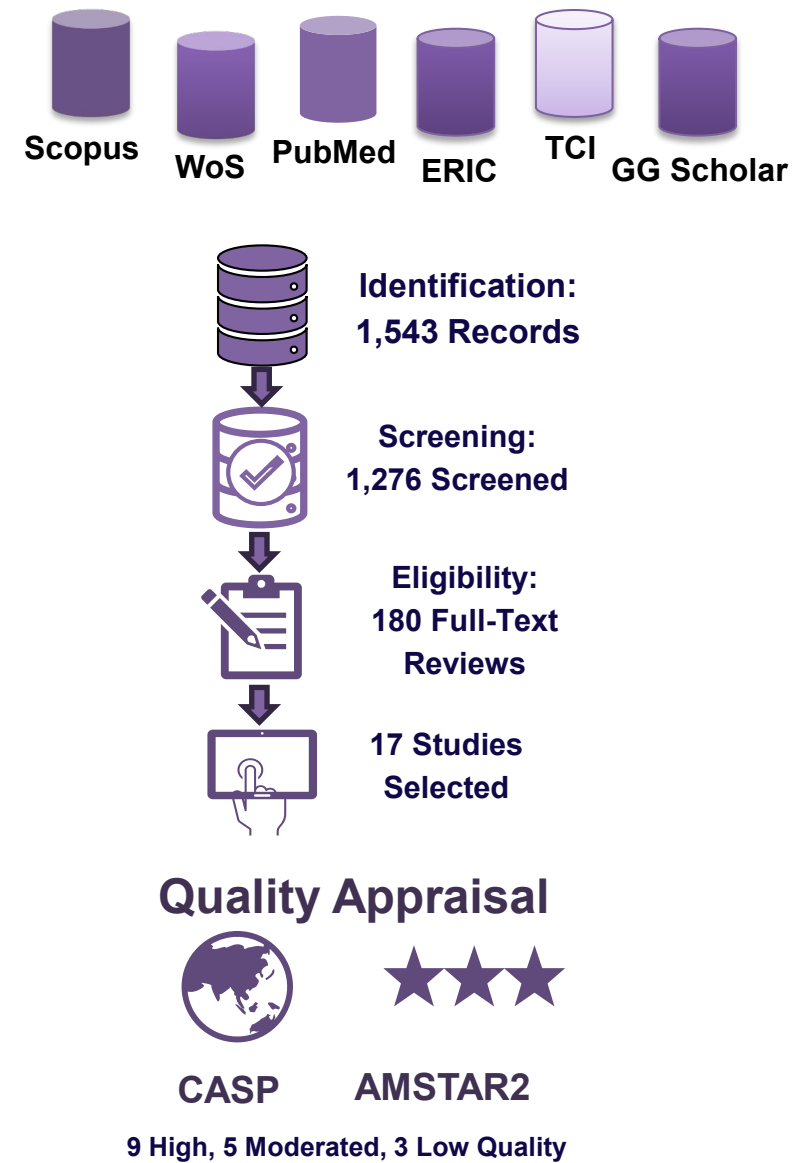 Scopus
WoS
PubMed
ERIC
TCI
GG Scholar
Identification:
1,543 Records
Screening:
1,276 Screened
Eligibility:
180 Full-Text
Reviews
17 Studies
Selected
Quality Appraisal
CASP
AMSTAR2
9 High, 5 Moderated, 3 Low Quality